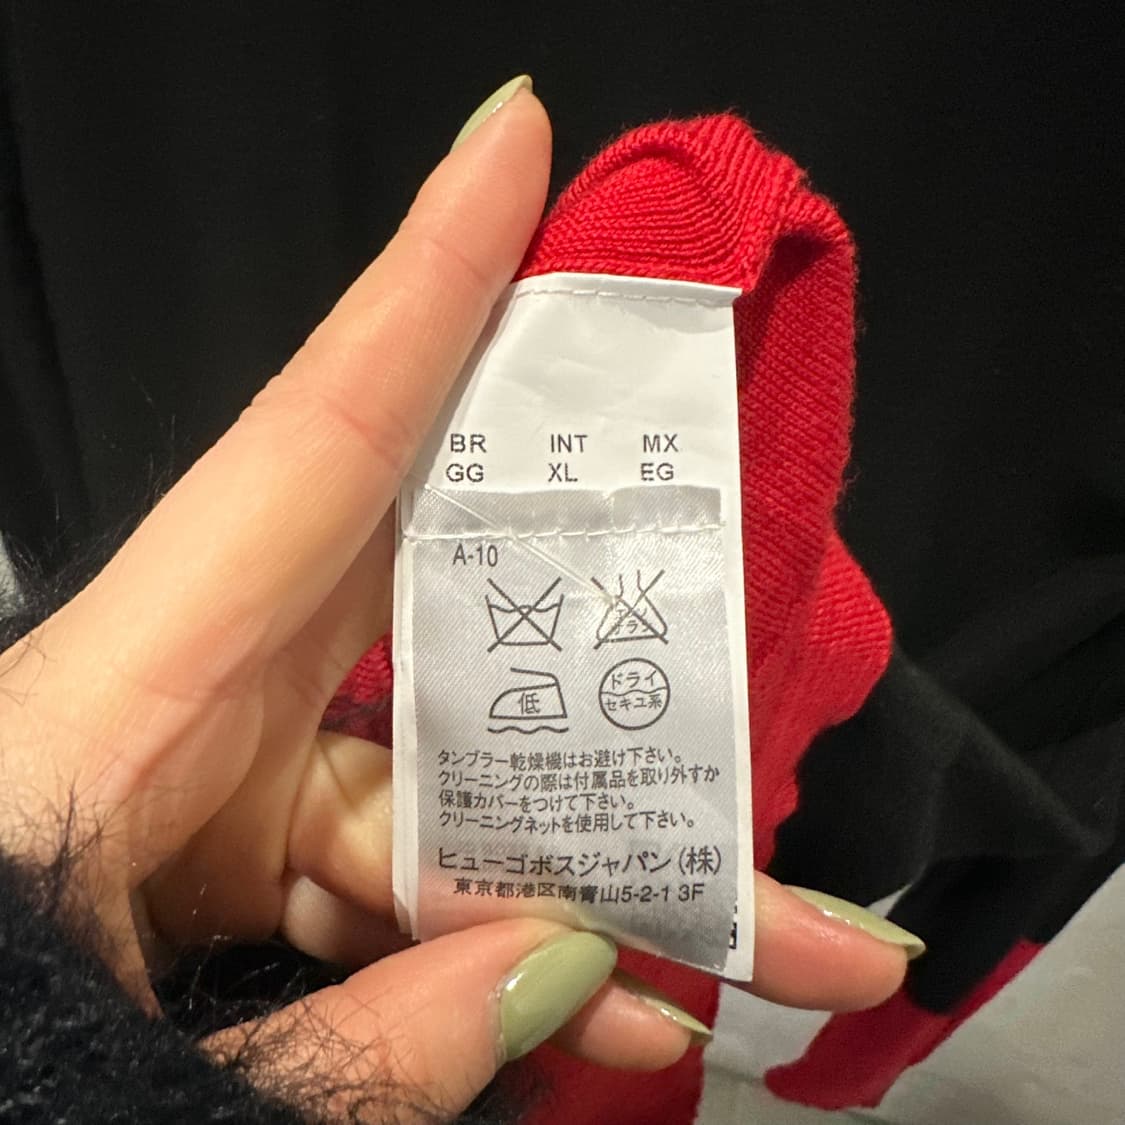 BR INT MX
GG XL EG
A-10
エンソ
サラシ
低
ドライ
セキユ系
タンブラー乾燥機はお避け下さい。
クリーニングの際は付属品を取り外すか
保護カバーをつけて下さい。
クリーニングネットを使用して下さい。
ヒューゴボスジャパン(株)
東京都港区南青山5-2-1 3F